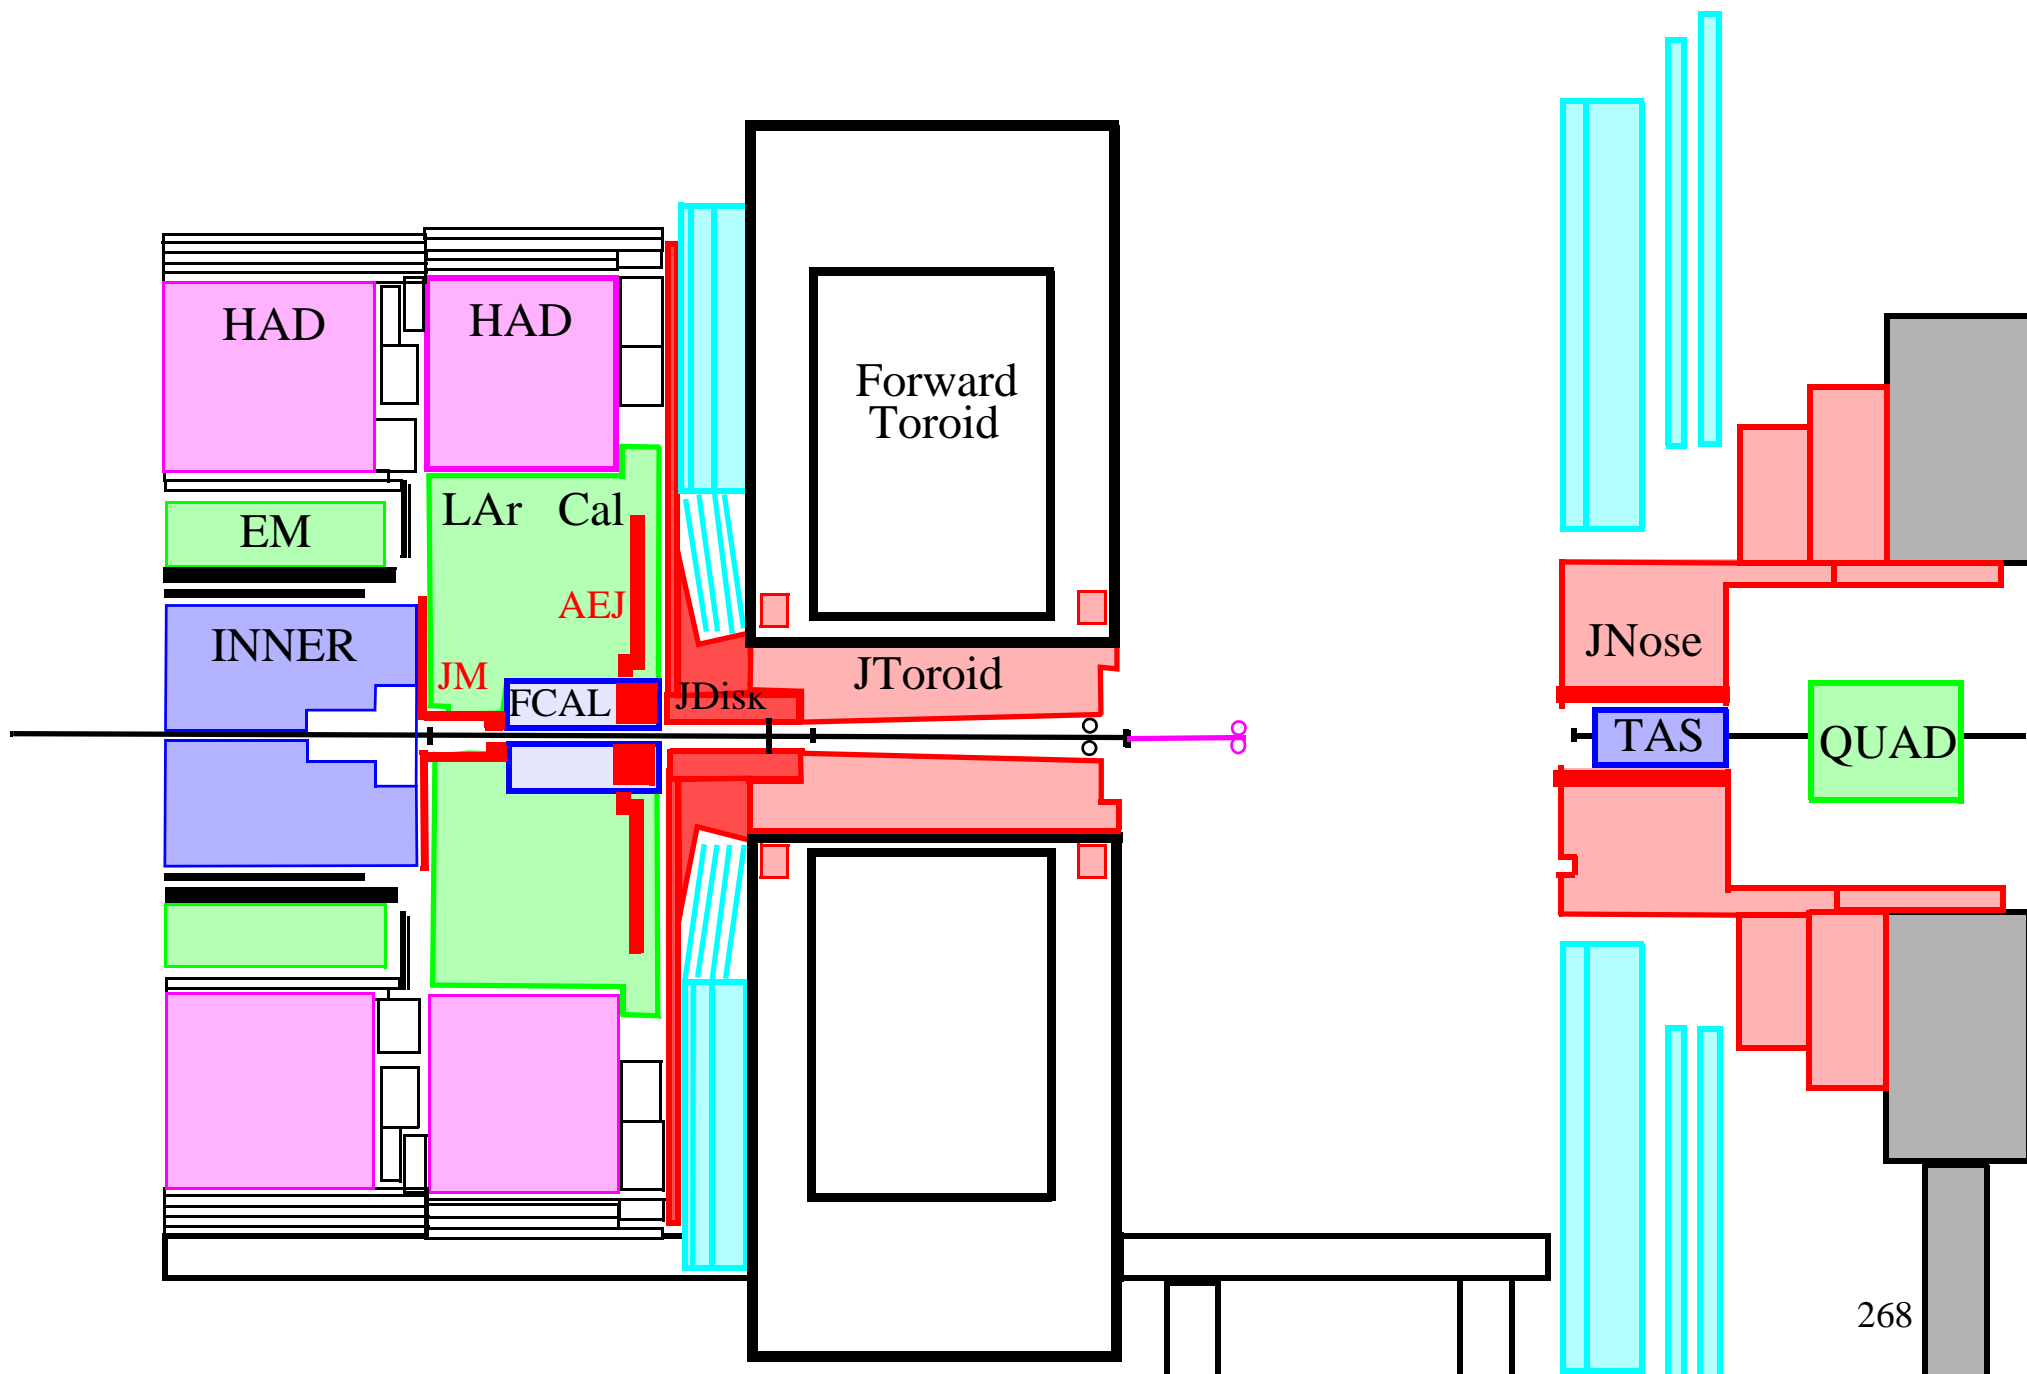 HAD
HAD
Forward
Toroid
LAr Cal
EM
AEJ
INNER
JM
FCAL
JDisk
JToroid
JNose
TAS
QUAD
268